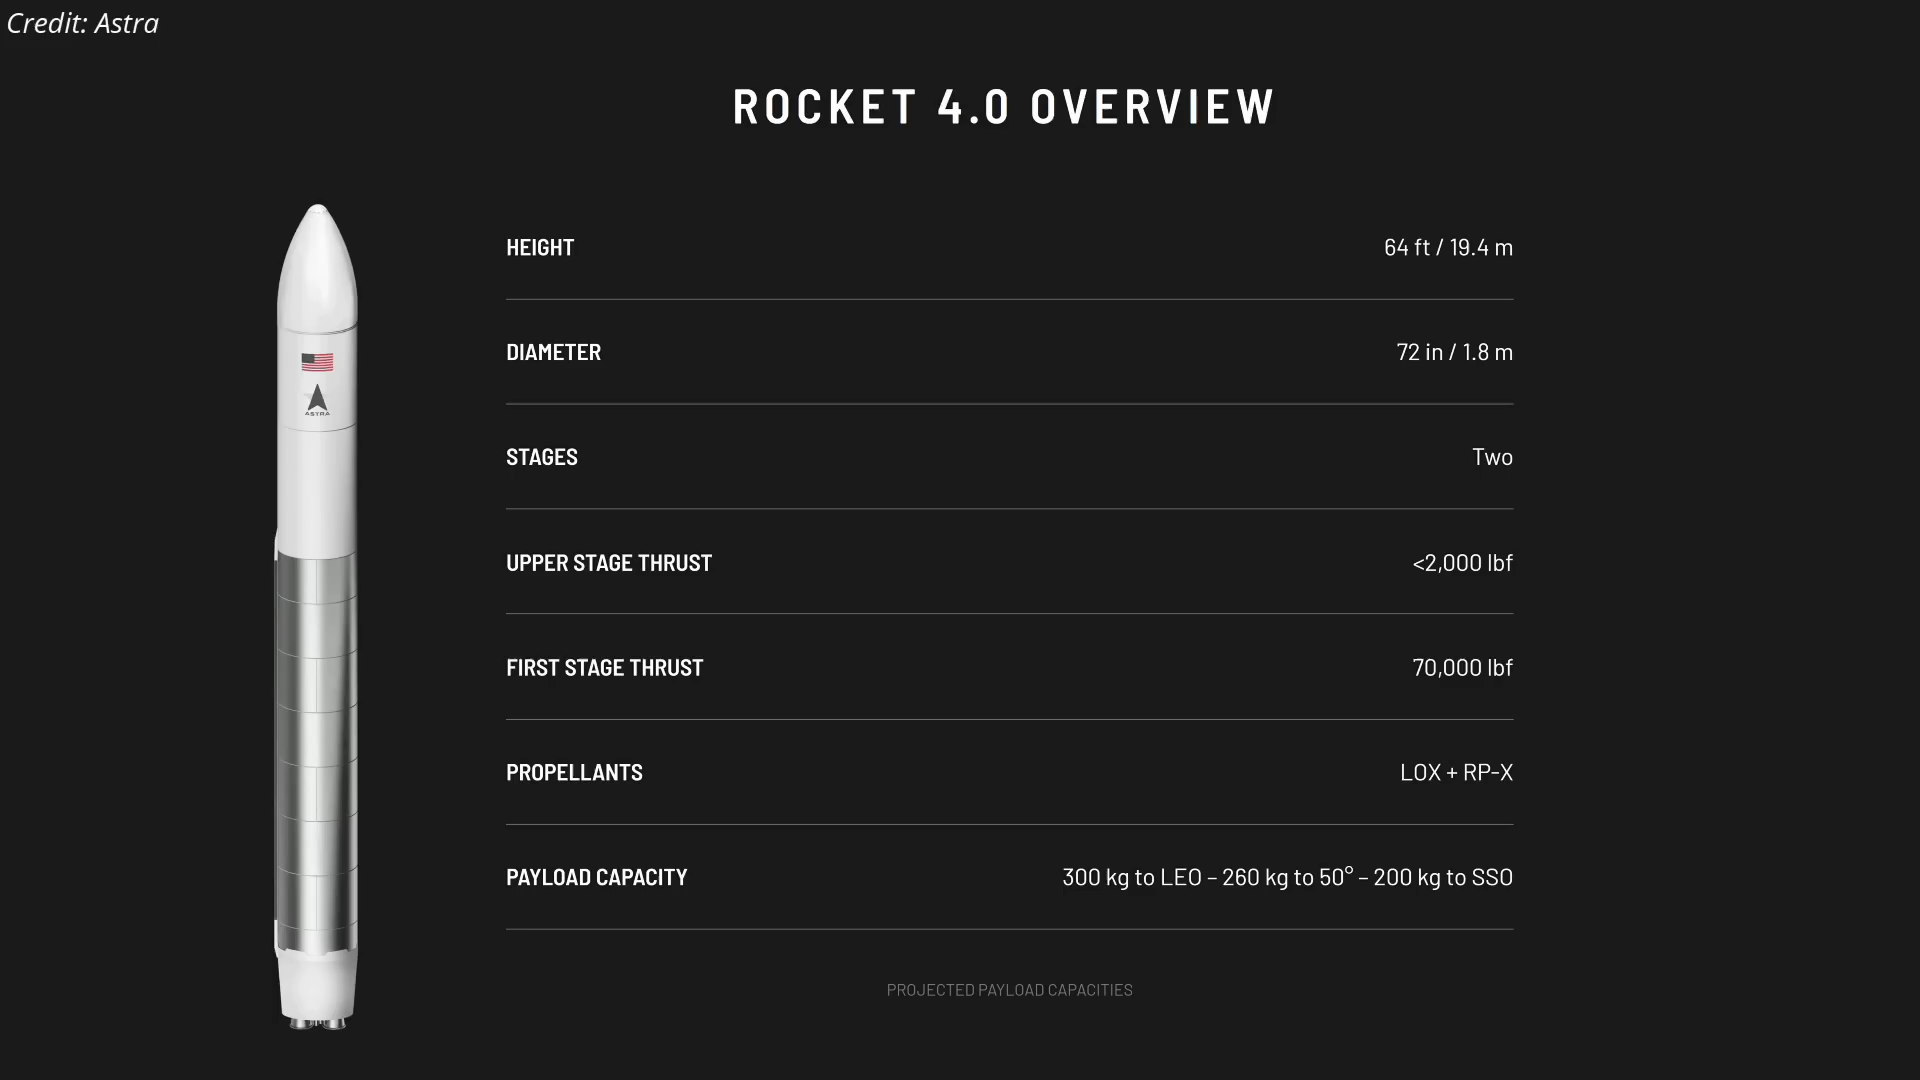 Credit: Astra
ROCKET 4.0 OVERVIEW
ASTRA
HEIGHT 64 ft / 19.4 m
DIAMETER 72 in / 1.8 m
STAGES Two
UPPER STAGE THRUST <2,000 lbf
FIRST STAGE THRUST 70,000 lbf
PROPELLANTS LOX + RP-X
PAYLOAD CAPACITY 300 kg to LEO – 260 kg to 50° – 200 kg to SSO
PROJECTED PAYLOAD CAPACITIES